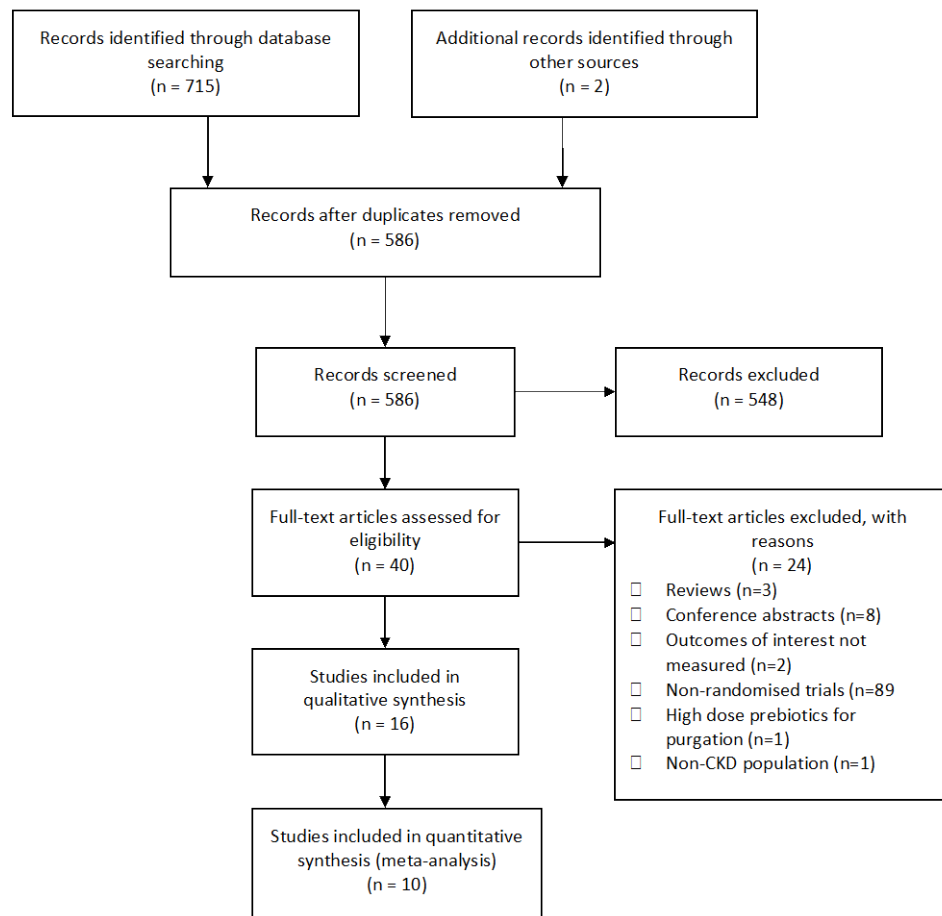 Records identified through database
searching
(n = 715)
Additional records identified through
other sources
(n = 2)
Records after duplicates removed
(n = 586)
Records screened
(n = 586)
Records excluded
(n = 548)
Full-text articles assessed for
eligibility
(n = 40)
Full-text articles excluded, with
reasons
(n = 24)
Reviews (n=3)
Conference abstracts (n=8)
Outcomes of interest not
measured (n=2)
Non-randomised trials (n=89
High dose prebiotics for
purgation (n=1)
Non-CKD population (n=1)
Studies included in
qualitative synthesis
(n = 16)
Studies included in quantitative
synthesis (meta-analysis)
(n = 10)